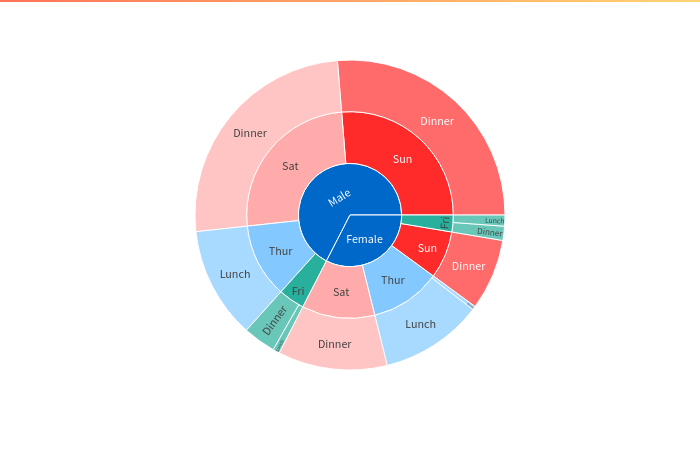 Dinner
Dinner
Sun
Sat
Male
Lunch
Fri
Dinner
Female
Thur
Sun
Dinner
Lunch
Thur
Fri
Sat
Dinner
Lunch
Dinner